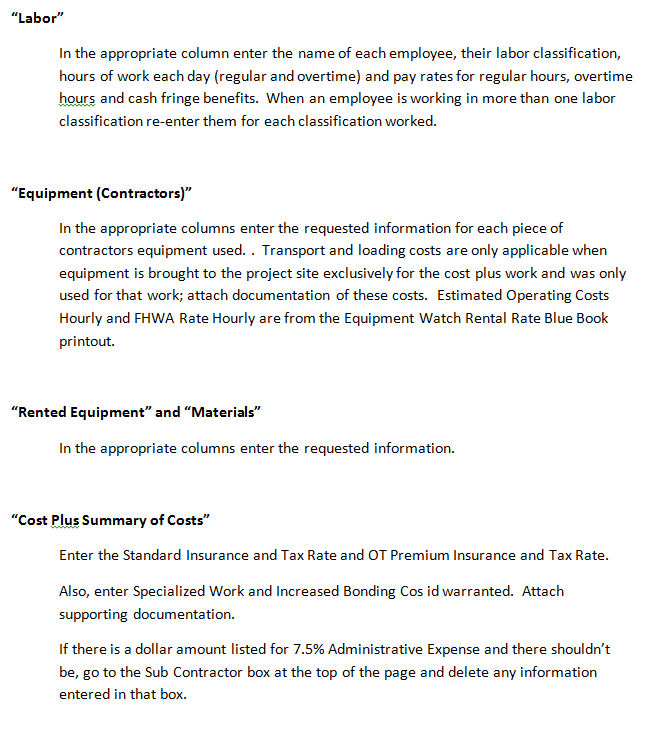 “Labor”
In the appropriate column enter the name of each employee, their labor classification,
hours of work each day (regular and overtime) and pay rates for regular hours, overtime
hours and cash fringe benefits.  When an employee is working in more than one labor
classification re-enter them for each classification worked.
“Equipment (Contractors)”
In the appropriate columns enter the requested information for each piece of
contractors equipment used. .  Transport and loading costs are only applicable when
equipment is brought to the project site exclusively for the cost plus work and was only
used for that work; attach documentation of these costs.  Estimated Operating Costs
Hourly and FHWA Rate Hourly are from the Equipment Watch Rental Rate Blue Book
printout.
“Rented Equipment” and “Materials”
In the appropriate columns enter the requested information.
“Cost Plus Summary of Costs”
Enter the Standard Insurance and Tax Rate and OT Premium Insurance and Tax Rate.
Also, enter Specialized Work and Increased Bonding Cos id warranted.  Attach
supporting documentation.
If there is a dollar amount listed for 7.5% Administrative Expense and there shouldn’t
be, go to the Sub Contractor box at the top of the page and delete any information
entered in that box.